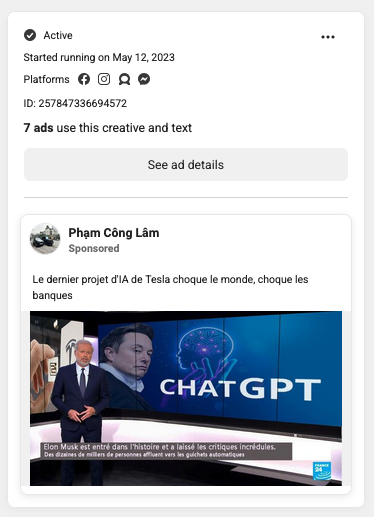 Active
Started running on May 12, 2023
Platforms
ID: 257847336694572
7 ads use this creative and text
See ad details
Phạm Công Lâm
Sponsored
Le dernier projet d'IA de Tesla choque le monde, choque les
banques
CHATGPT
Elon Musk est entré dans l'histoire et a laissé les critiques incrédules.
Des dizaines de milliers de personnes affluent vers les guichets automatiques
FRANCE
24